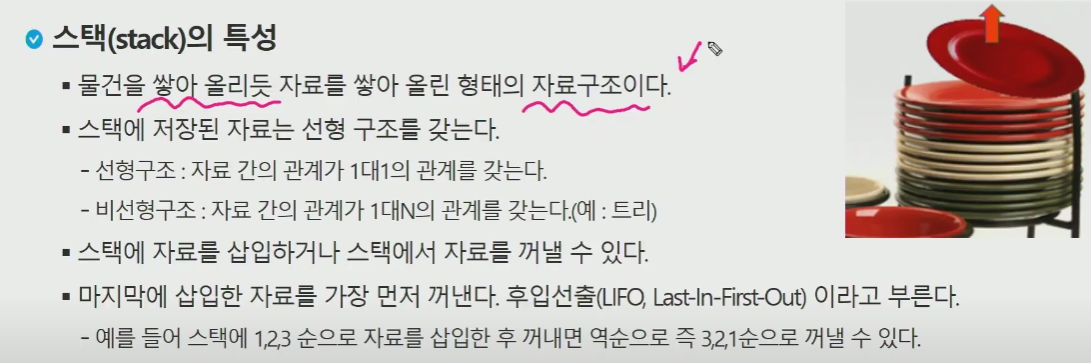 스택(stack)의 특성
▪ 물건을 쌓아 올리듯 자료를 쌓아 올린 형태의 자료구조이다.
▪ 스택에 저장된 자료는 선형 구조를 갖는다.
- 선형구조 : 자료 간의 관계가 1대1의 관계를 갖는다.
- 비선형구조 : 자료 간의 관계가 1대N의 관계를 갖는다.(예 : 트리)
▪ 스택에 자료를 삽입하거나 스택에서 자료를 꺼낼 수 있다.
▪ 마지막에 삽입한 자료를 가장 먼저 꺼낸다. 후입선출(LIFO, Last-In-First-Out) 이라고 부른다.
- 예를 들어 스택에 1,2,3 순으로 자료를 삽입한 후 꺼내면 역순으로 즉 3,2,1순으로 꺼낼 수 있다.